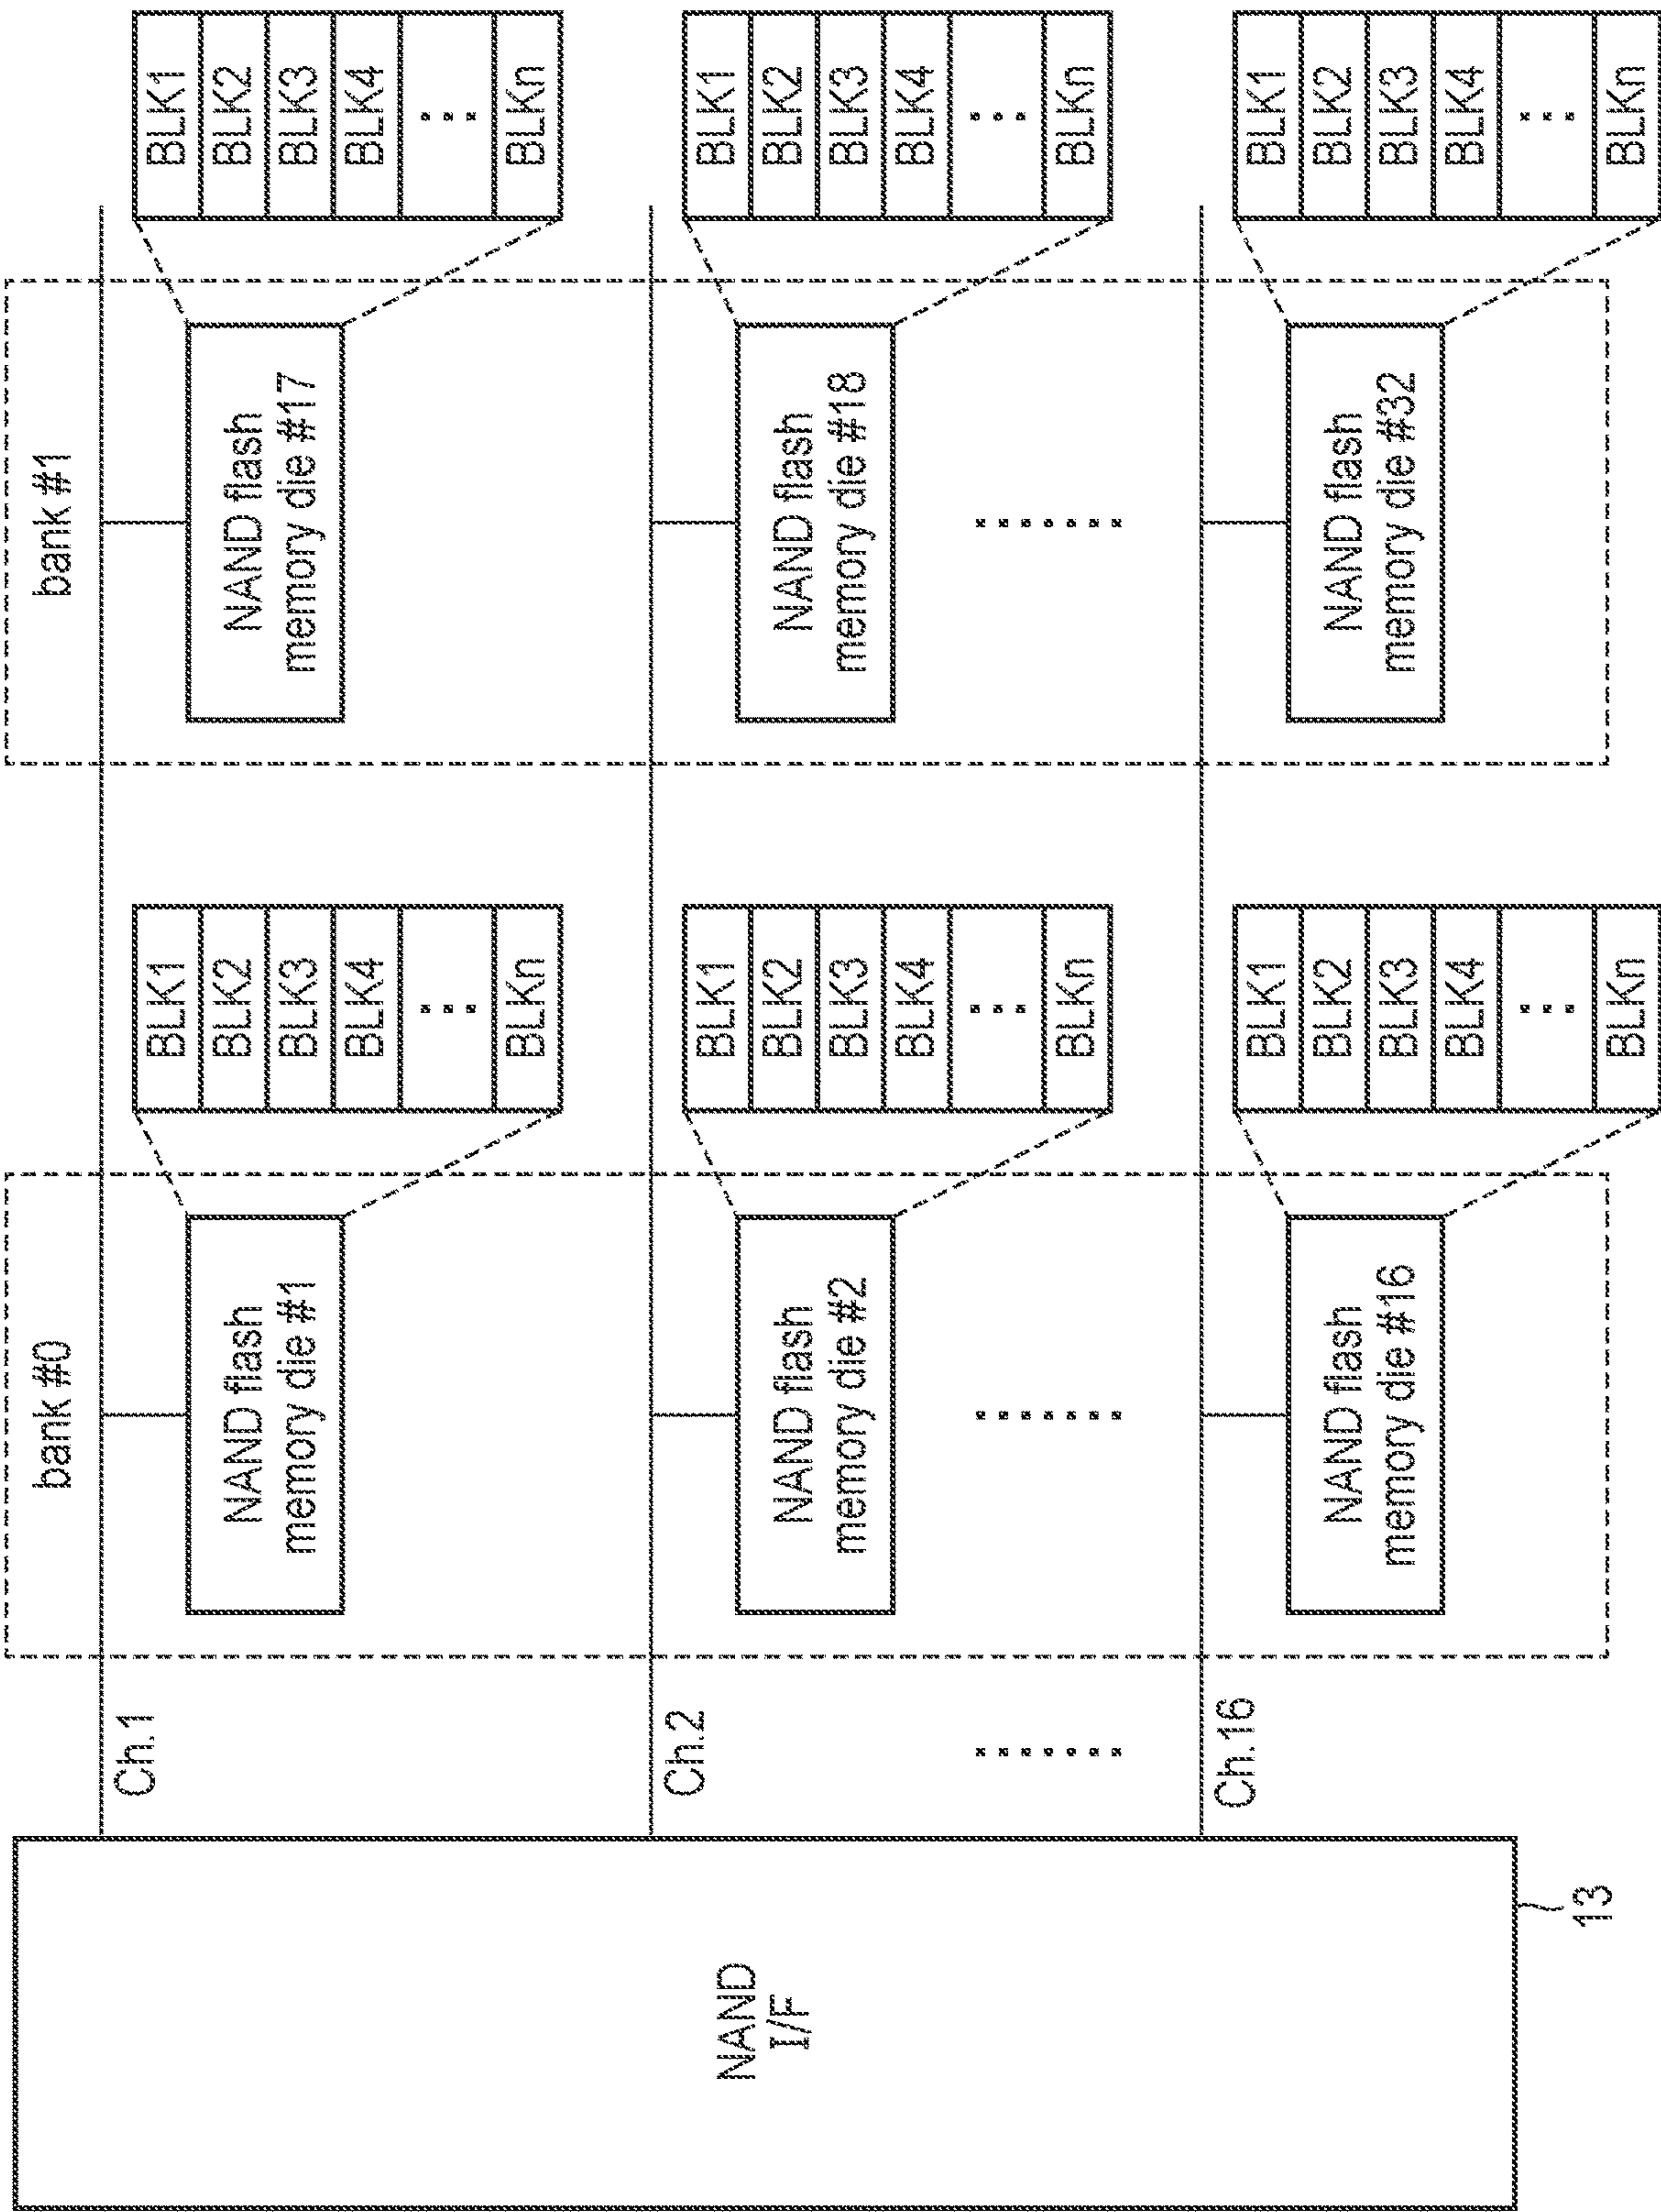 bank #0
bank #1
NAND
I/F
13
Ch.1
NAND flash
memory die #1
BLK1
BLK2
BLK3
BLK4
...
BLKn
NAND flash
memory die #17
BLK1
BLK2
BLK3
BLK4
...
BLKn
Ch.2
NAND flash
memory die #2
BLK1
BLK2
BLK3
BLK4
...
BLKn
NAND flash
memory die #18
BLK1
BLK2
BLK3
BLK4
...
BLKn
.......
.......
.......
Ch.16
NAND flash
memory die #16
BLK1
BLK2
BLK3
BLK4
...
BLKn
NAND flash
memory die #32
BLK1
BLK2
BLK3
BLK4
...
BLKn